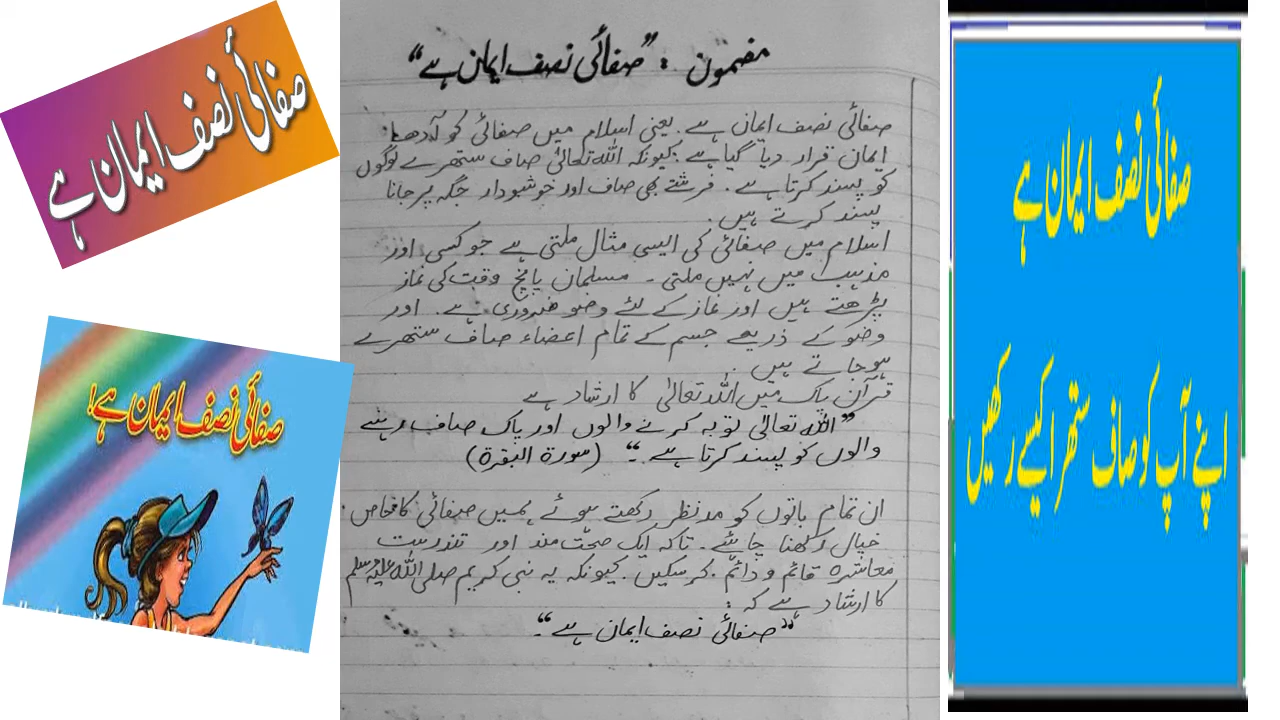 صفائی نصف ایمان ہے
صفائی نصف ایمان ہے!
مضمون : "صفائی نصف ایمان ہے"
صفائی نصف ایمان ہے. یعنی اسلام میں صفائی کو آدھا
ایمان قرار دیا گیا ہے. کیونکہ اللہ تعالیٰ صاف ستھرے لوگوں
کو پسند کرتا ہے. فرشتے بھی صاف اور خوشبودار جگہ پر جانا
پسند کرتے ہیں.
اسلام میں صفائی کی ایسی مثال ملتی ہے جو کسی اور
مذہب میں نہیں ملتی۔ مسلمان پانچ وقت کی نماز
پڑھتے ہیں اور نماز کے لئے وضو ضروری ہے. اور
وضو کے ذریعے جسم کے تمام اعضاء صاف ستھرے
ہو جاتے ہیں.
قرآن پاک میں اللہ تعالیٰ کا ارشاد ہے
"اللہ تعالیٰ توبہ کرنے والوں اور پاک صاف رہنے
والوں کو پسند کرتا ہے۔" (سورۃ البقرۃ)
ان تمام باتوں کو مدنظر رکھتے ہوئے ہمیں صفائی کا خاص
خیال رکھنا چاہئے۔ تاکہ ایک صحت مند اور تندرست
معاشرہ قائم و دائم کر سکیں. کیونکہ یہ نبی کریم صلی اللہ علیہ وسلم
کا ارشاد ہے کہ:
"صفائی نصف ایمان ہے"۔
صفائی نصف ایمان ہے
اپنے آپ کو صاف ستھرا کیسے رکھیں